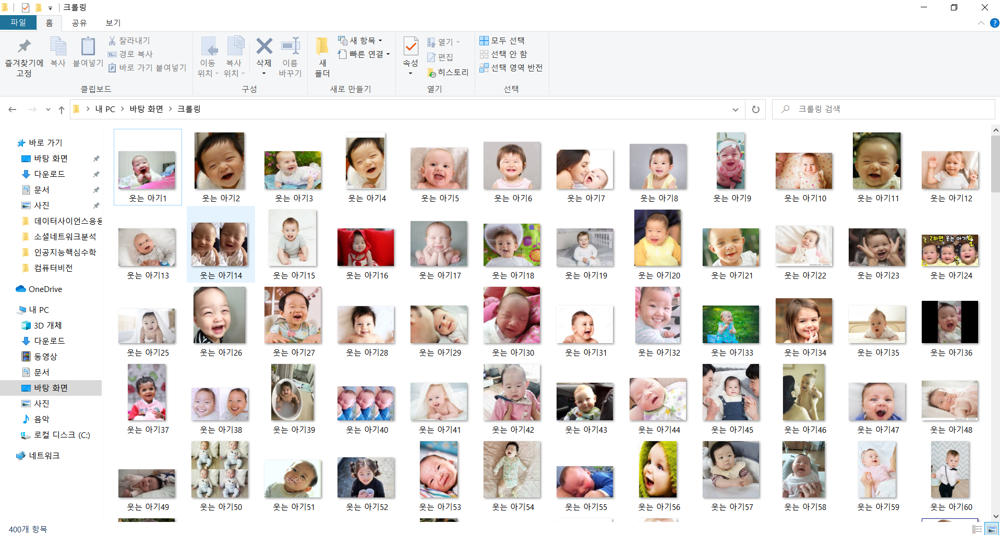 크롤링
파일 홈 공유 보기
즐겨찾기에
고정
복사
붙여넣기
잘라내기
경로 복사
바로 가기 붙여넣기
클립보드
이동
위치
복사
위치
삭제
이름
바꾸기
구성
새
폴더
새 항목
빠른 연결
새로 만들기
속성
열기
편집
히스토리
열기
모두 선택
선택 안 함
선택 영역 반전
선택
내 PC 바탕 화면 크롤링
크롤링 검색
바로 가기
바탕 화면
다운로드
문서
사진
데이터사이언스응용
소셜네트워크분석
인공지능핵심수학
컴퓨터비전
OneDrive
내 PC
3D 개체
다운로드
동영상
문서
바탕 화면
사진
음악
로컬 디스크 (C:)
네트워크
웃는 아기1 웃는 아기2 웃는 아기3 웃는 아기4 웃는 아기5 웃는 아기6 웃는 아기7 웃는 아기8 웃는 아기9 웃는 아기10 웃는 아기11 웃는 아기12
2하면 웃는 아기
웃는 아기13 웃는 아기14 웃는 아기15 웃는 아기16 웃는 아기17 웃는 아기18 웃는 아기19 웃는 아기20 웃는 아기21 웃는 아기22 웃는 아기23 웃는 아기24
웃는 아기25 웃는 아기26 웃는 아기27 웃는 아기28 웃는 아기29 웃는 아기30 웃는 아기31 웃는 아기32 웃는 아기33 웃는 아기34 웃는 아기35 웃는 아기36
웃는 아기37 웃는 아기38 웃는 아기39 웃는 아기40 웃는 아기41 웃는 아기42 웃는 아기43 웃는 아기44 웃는 아기45 웃는 아기46 웃는 아기47 웃는 아기48
iStock
웃는 아기49 웃는 아기50 웃는 아기51 웃는 아기52 웃는 아기53 웃는 아기54 웃는 아기55 웃는 아기56 웃는 아기57 웃는 아기58 웃는 아기59 웃는 아기60
400개 항목